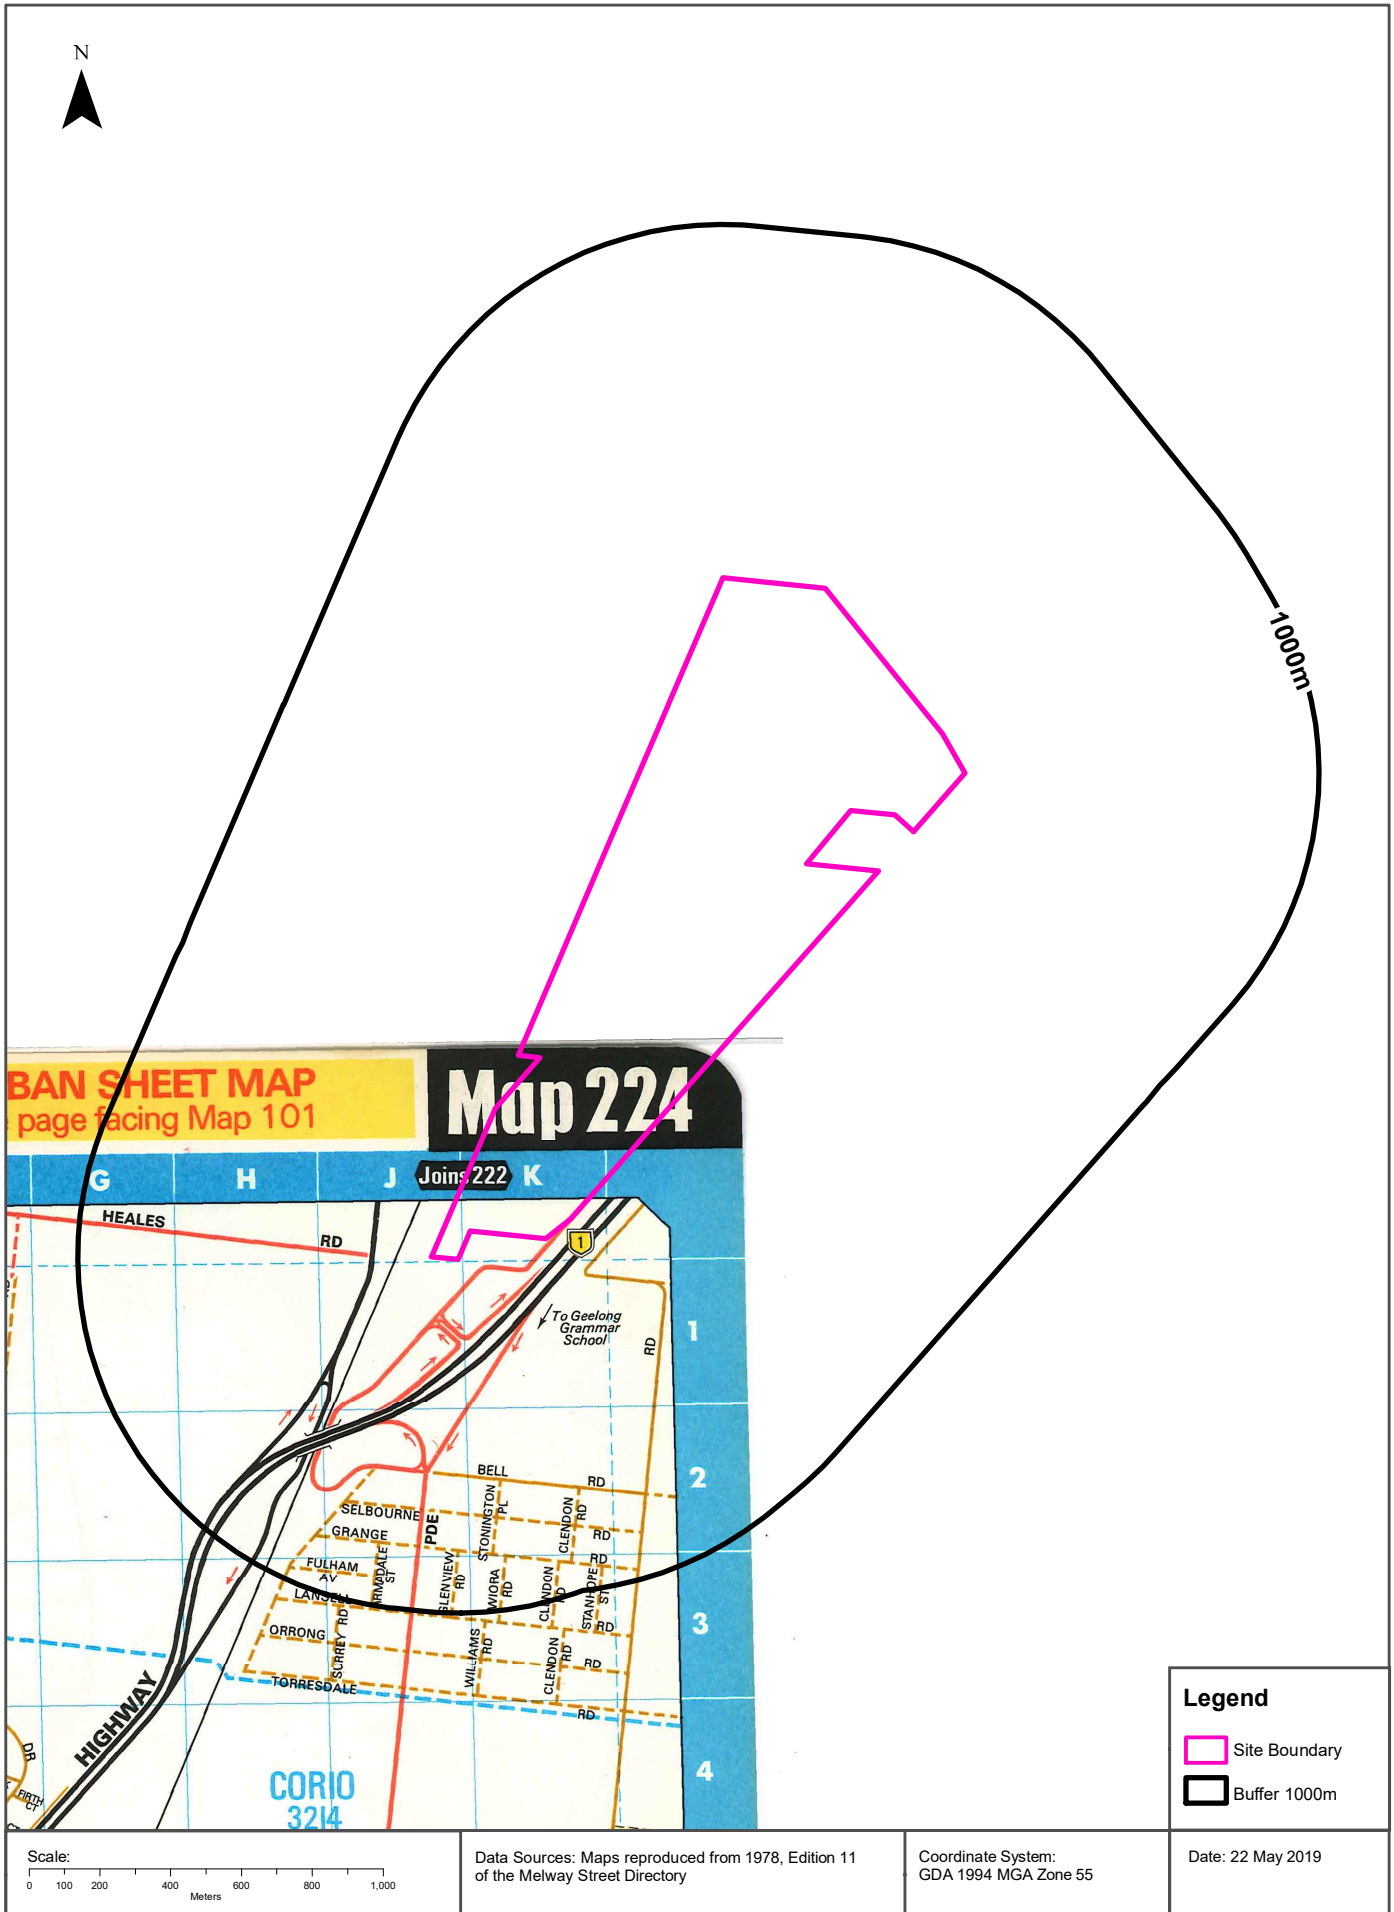 N
1000m
BAN SHEET MAP
page facing Map 101
Map 224
G
H
J
Joins 222
K
HEALES
RD
1
To Geelong
Grammar
School
RD
1
BELL
RD
2
SELBOURNE
STONINGTON
PL
CLENDON
RD
GRANGE
PDE
RD
FULHAM
AV
ARMADALE
ST
GLENVIEW
RD
WIORA
RD
CLENDON
RD
STANHOPE
ST
RD
LANSELL
RD
3
ORRONG
SURREY
RD
WILLIAMS
RD
CLENDON
RD
RD
TORRESDALE
RD
HIGHWAY
DR
FIRTH
CT
CORIO
3214
4
Legend
Site Boundary
Buffer 1000m
Scale:
0 100 200 400 600 800 1,000
Meters
Data Sources: Maps reproduced from 1978, Edition 11
of the Melway Street Directory
Coordinate System:
GDA 1994 MGA Zone 55
Date: 22 May 2019